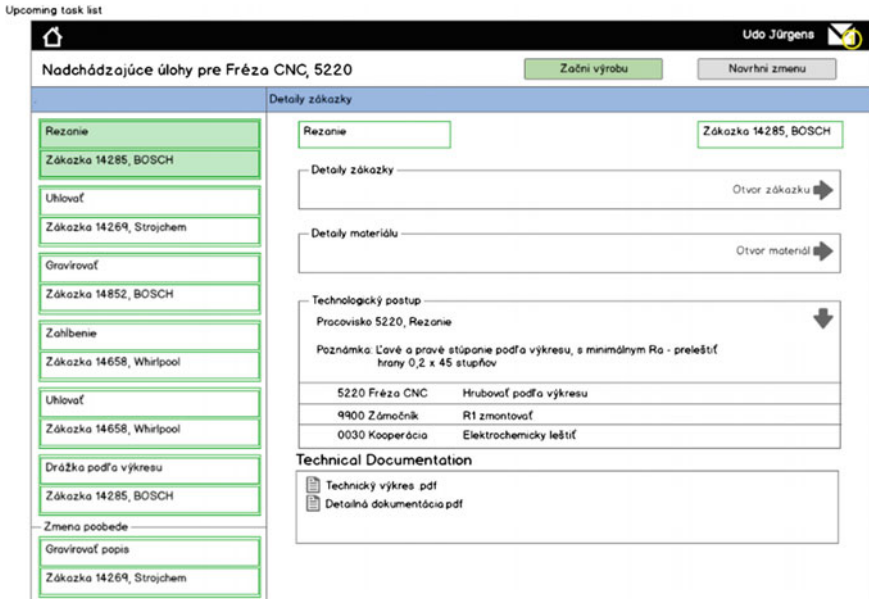 Upcoming task list
Udo Jürgens
Nadchádzajúce úlohy pre Fréza CNC, 5220
Začni výrobu
Navrhni zmenu
Detaily zákazky
Rezanie
Zákazka 14285, BOSCH
Uhlovať
Zákazka 14269, Strojchem
Gravírovať
Zákazka 14852, BOSCH
Zahĺbenie
Zákazka 14658, Whirlpool
Uhlovať
Zákazka 14658, Whirlpool
Drážka podľa výkresu
Zákazka 14285, BOSCH
Zmena poobede
Gravírovať popis
Zákazka 14269, Strojchem
Rezanie
Zákazka 14285, BOSCH
Detaily zákazky
Otvor zákazku
Detaily materiálu
Otvor materiál
Technologický postup
Pracovisko 5220, Rezanie
Poznámka: Ľavé a pravé stúpanie podľa výkresu, s minimálnym Ra - preleštiť
hrany 0,2 x 45 stupňov
5220 Fréza CNC Hrubovať podľa výkresu
9900 Zámočník R1 zmontovať
0030 Kooperácia Elektrochemicky leštiť
Technical Documentation
Technický výkres .pdf
Detailná dokumentácia pdf